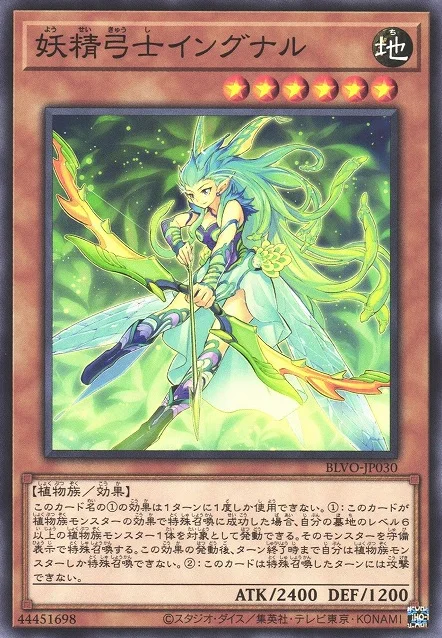 妖精弓士イングナル
地
BLVO-JP030
【植物族/効果】
このカード名の①の効果は1ターンに1度しか使用できない。①：このカードが
植物族モンスターの効果で特殊召喚に成功した場合、自分の墓地のレベル6
以上の植物族モンスター1体を対象として発動できる。そのモンスターを守備
表示で特殊召喚する。この効果の発動後、ターン終了時まで自分は植物族モン
スターしか特殊召喚できない。②：このカードは特殊召喚したターンには攻撃
できない。
ATK/2400 DEF/1200
44451698
©スタジオ・ダイス／集英社・テレビ東京・KONAMI